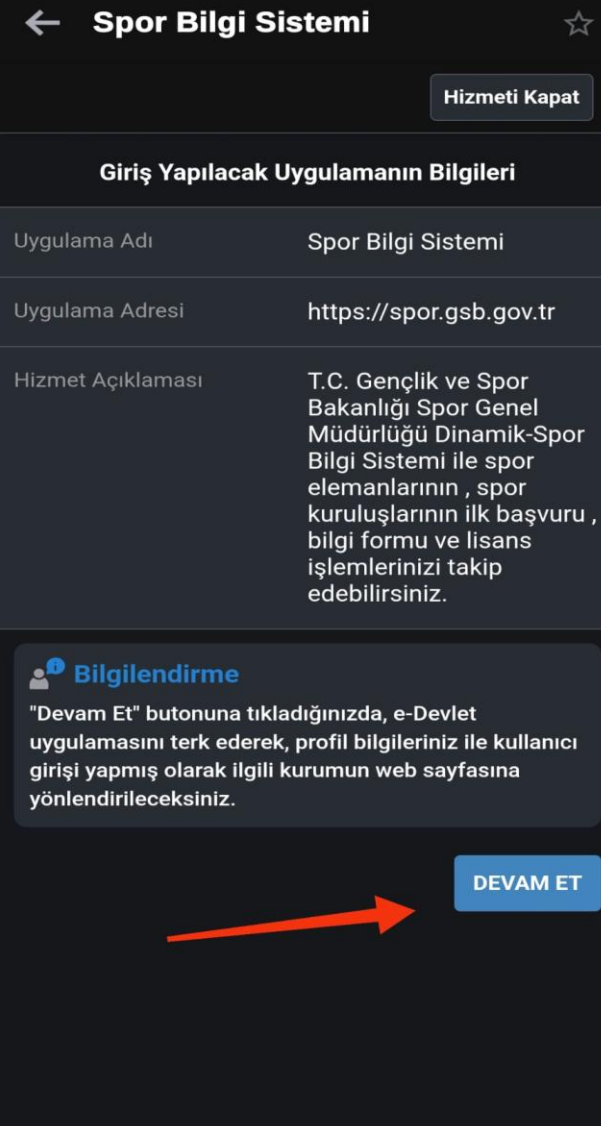 Spor Bilgi Sistemi
Hizmeti Kapat
Giriş Yapılacak Uygulamanın Bilgileri
Uygulama Adı
Spor Bilgi Sistemi
Uygulama Adresi
https://spor.gsb.gov.tr
Hizmet Açıklaması
T.C. Gençlik ve Spor
Bakanlığı Spor Genel
Müdürlüğü Dinamik-Spor
Bilgi Sistemi ile spor
elemanlarının , spor
kuruluşlarının ilk başvuru ,
bilgi formu ve lisans
işlemlerinizi takip
edebilirsiniz.
Bilgilendirme
"Devam Et" butonuna tıkladığınızda, e-Devlet
uygulamasını terk ederek, profil bilgileriniz ile kullanıcı
girişi yapmış olarak ilgili kurumun web sayfasına
yönlendirileceksiniz.
DEVAM ET